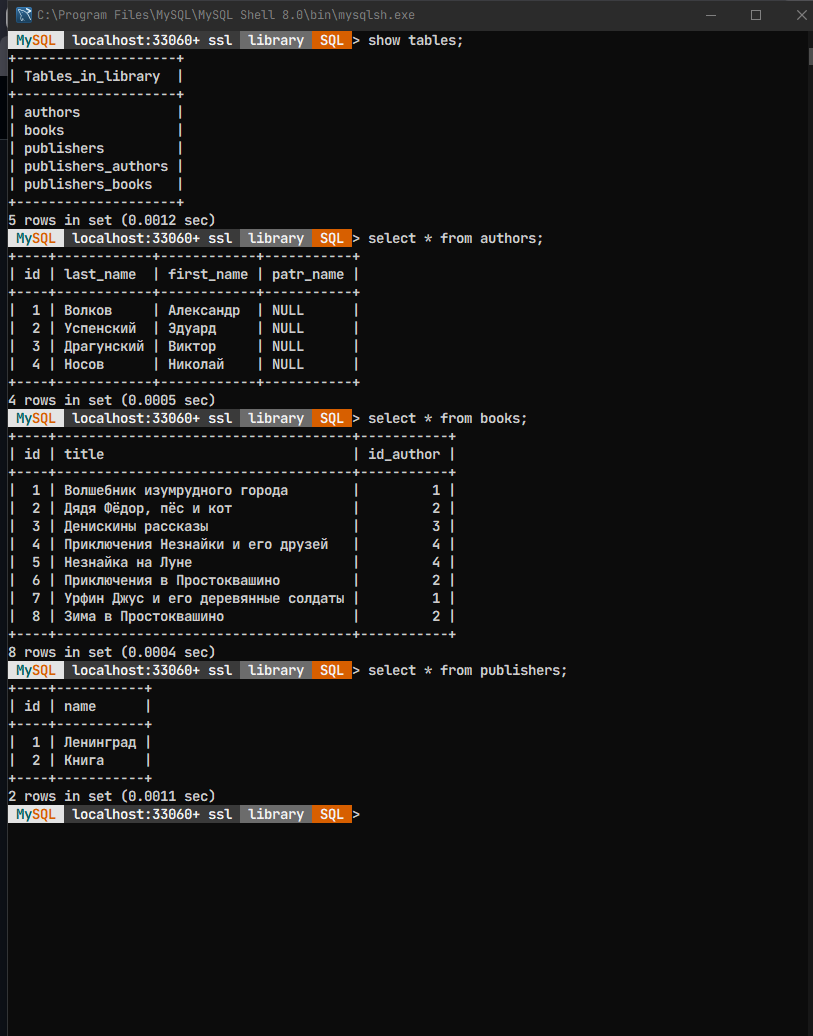 C:\Program Files\MySQL\MySQL Shell 8.0\bin\mysqlsh.exe
MySQL localhost:33060+ ssl library SQL> show tables;
+--------------------+
| Tables_in_library  |
+--------------------+
| authors            |
| books              |
| publishers         |
| publishers_authors |
| publishers_books   |
+--------------------+
5 rows in set (0.0012 sec)
MySQL localhost:33060+ ssl library SQL> select * from authors;
+----+------------+------------+-----------+
| id | last_name  | first_name | patr_name |
+----+------------+------------+-----------+
|  1 | Волков     | Александр  | NULL      |
|  2 | Успенский  | Эдуард     | NULL      |
|  3 | Драгунский | Виктор     | NULL      |
|  4 | Носов      | Николай    | NULL      |
+----+------------+------------+-----------+
4 rows in set (0.0005 sec)
MySQL localhost:33060+ ssl library SQL> select * from books;
+----+-------------------------------------+-----------+
| id | title                               | id_author |
+----+-------------------------------------+-----------+
|  1 | Волшебник изумрудного города        |         1 |
|  2 | Дядя Фёдор, пёс и кот               |         2 |
|  3 | Денискины рассказы                  |         3 |
|  4 | Приключения Незнайки и его друзей   |         4 |
|  5 | Незнайка на Луне                    |         4 |
|  6 | Приключения в Простоквашино         |         2 |
|  7 | Урфин Джус и его деревянные солдаты |         1 |
|  8 | Зима в Простоквашино                |         2 |
+----+-------------------------------------+-----------+
8 rows in set (0.0004 sec)
MySQL localhost:33060+ ssl library SQL> select * from publishers;
+----+-----------+
| id | name      |
+----+-----------+
|  1 | Ленинград |
|  2 | Книга     |
+----+-----------+
2 rows in set (0.0011 sec)
MySQL localhost:33060+ ssl library SQL>